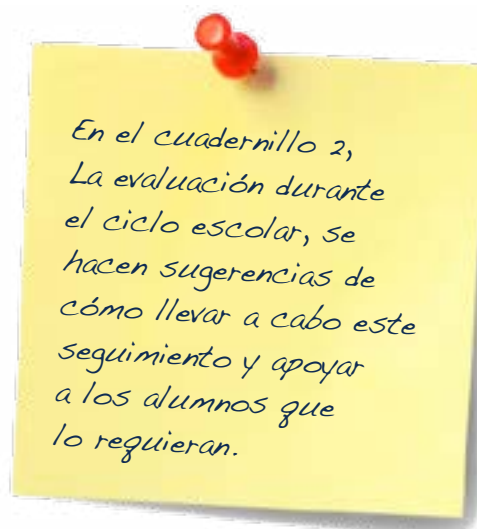 En el cuadernillo 2,
La evaluación durante
el ciclo escolar, se
hacen sugerencias de
cómo llevar a cabo este
seguimiento y apoyar
a los alumnos que
lo requieran.